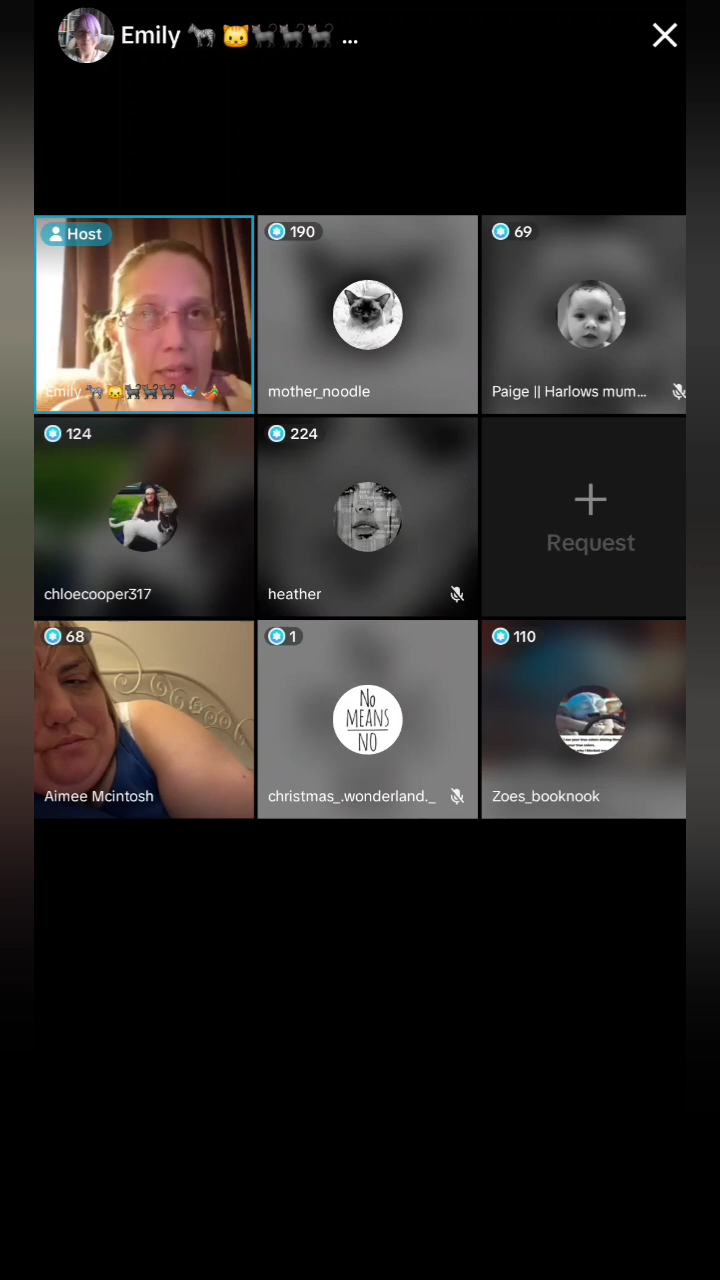 Emily 🦓 🐱🐈‍⬛🐈‍⬛🐈‍⬛ ...
Host
190
69
Emily 🦓🐱🐈‍⬛🐈‍⬛🐈‍⬛
mother_noodle
Paige || Harlows mum...
124
224
+
Request
chloecooper317
heather
68
1
110
No
MEANS
NO
Aimee Mcintosh
christmas_.wonderland._
Zoes_booknook